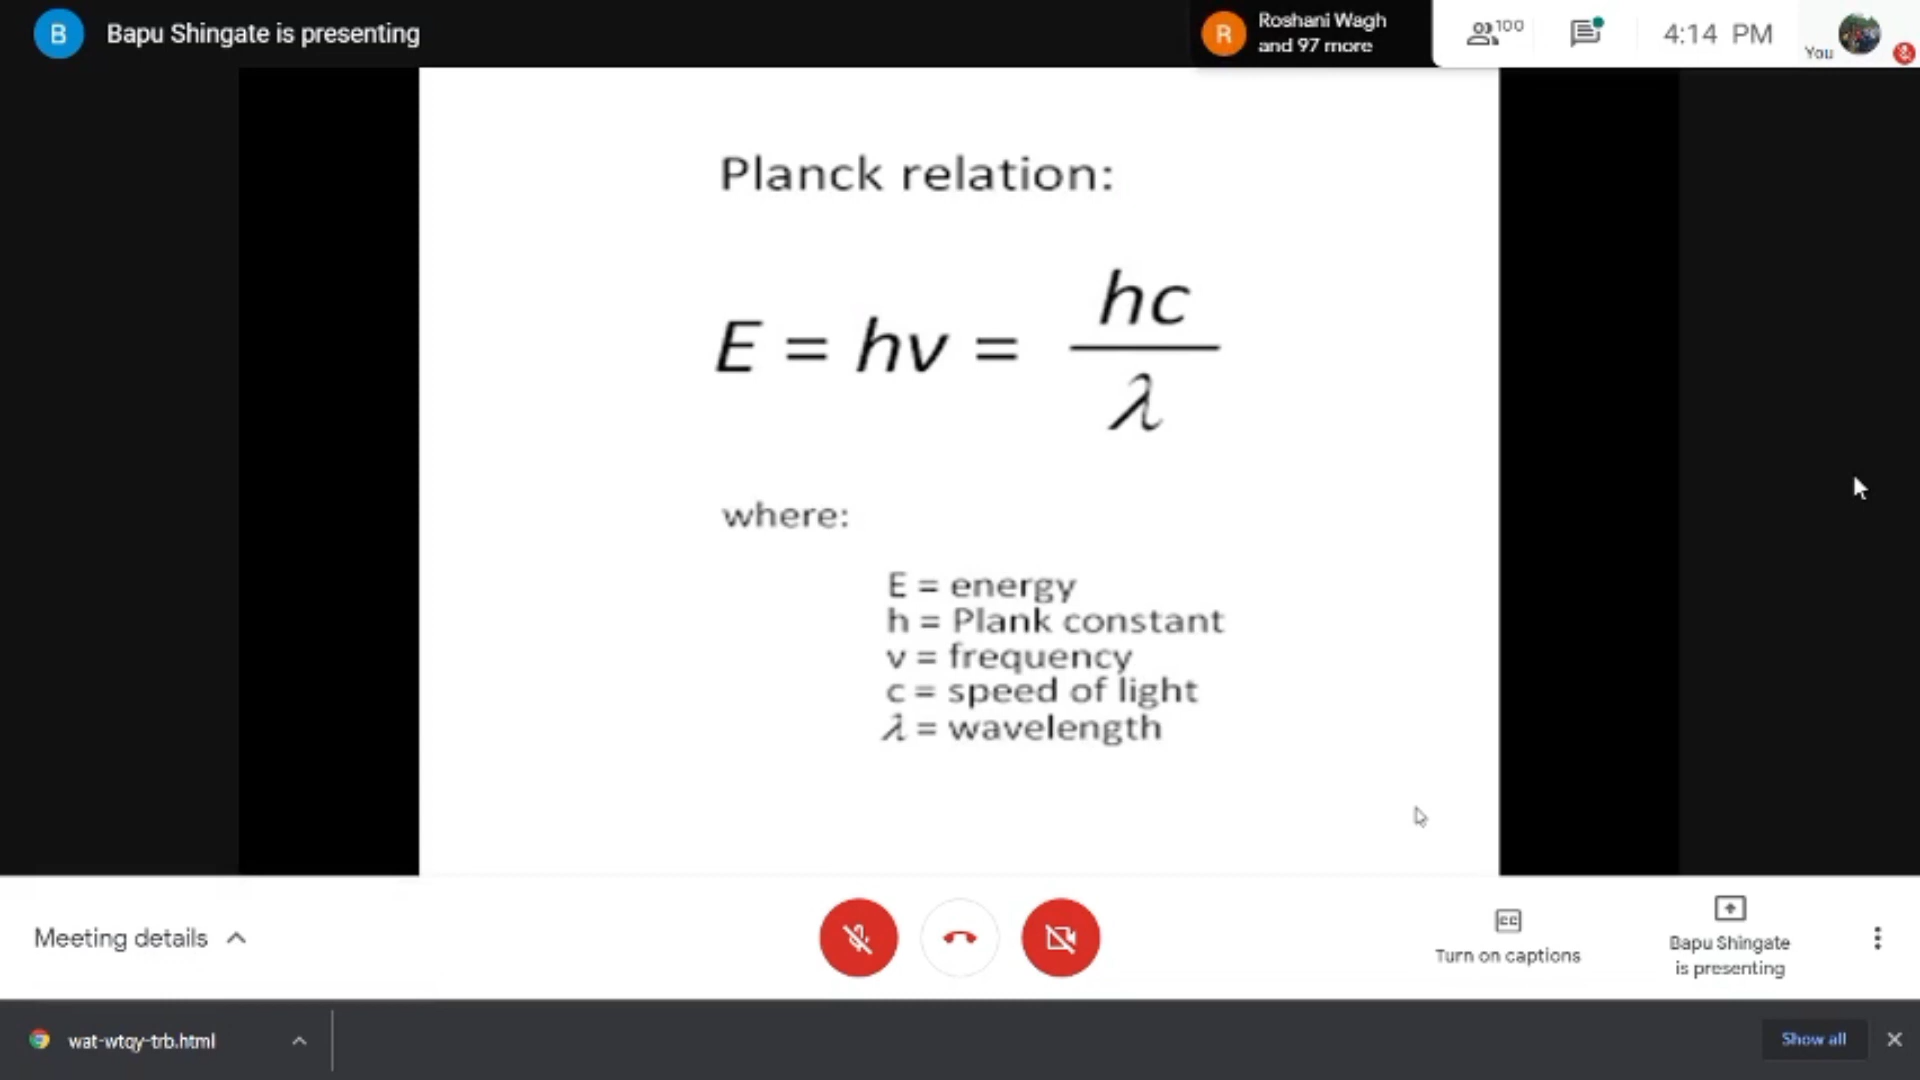 B Bapu Shingate is presenting
R Roshani Wagh
and 97 more
100
4:14 PM
You
Planck relation:
E = hν = hc
λ
where:
E = energy
h = Plank constant
ν = frequency
c = speed of light
λ = wavelength
Meeting details
CC
Turn on captions
Bapu Shingate
is presenting
wat-wtqy-trb.html
Show all